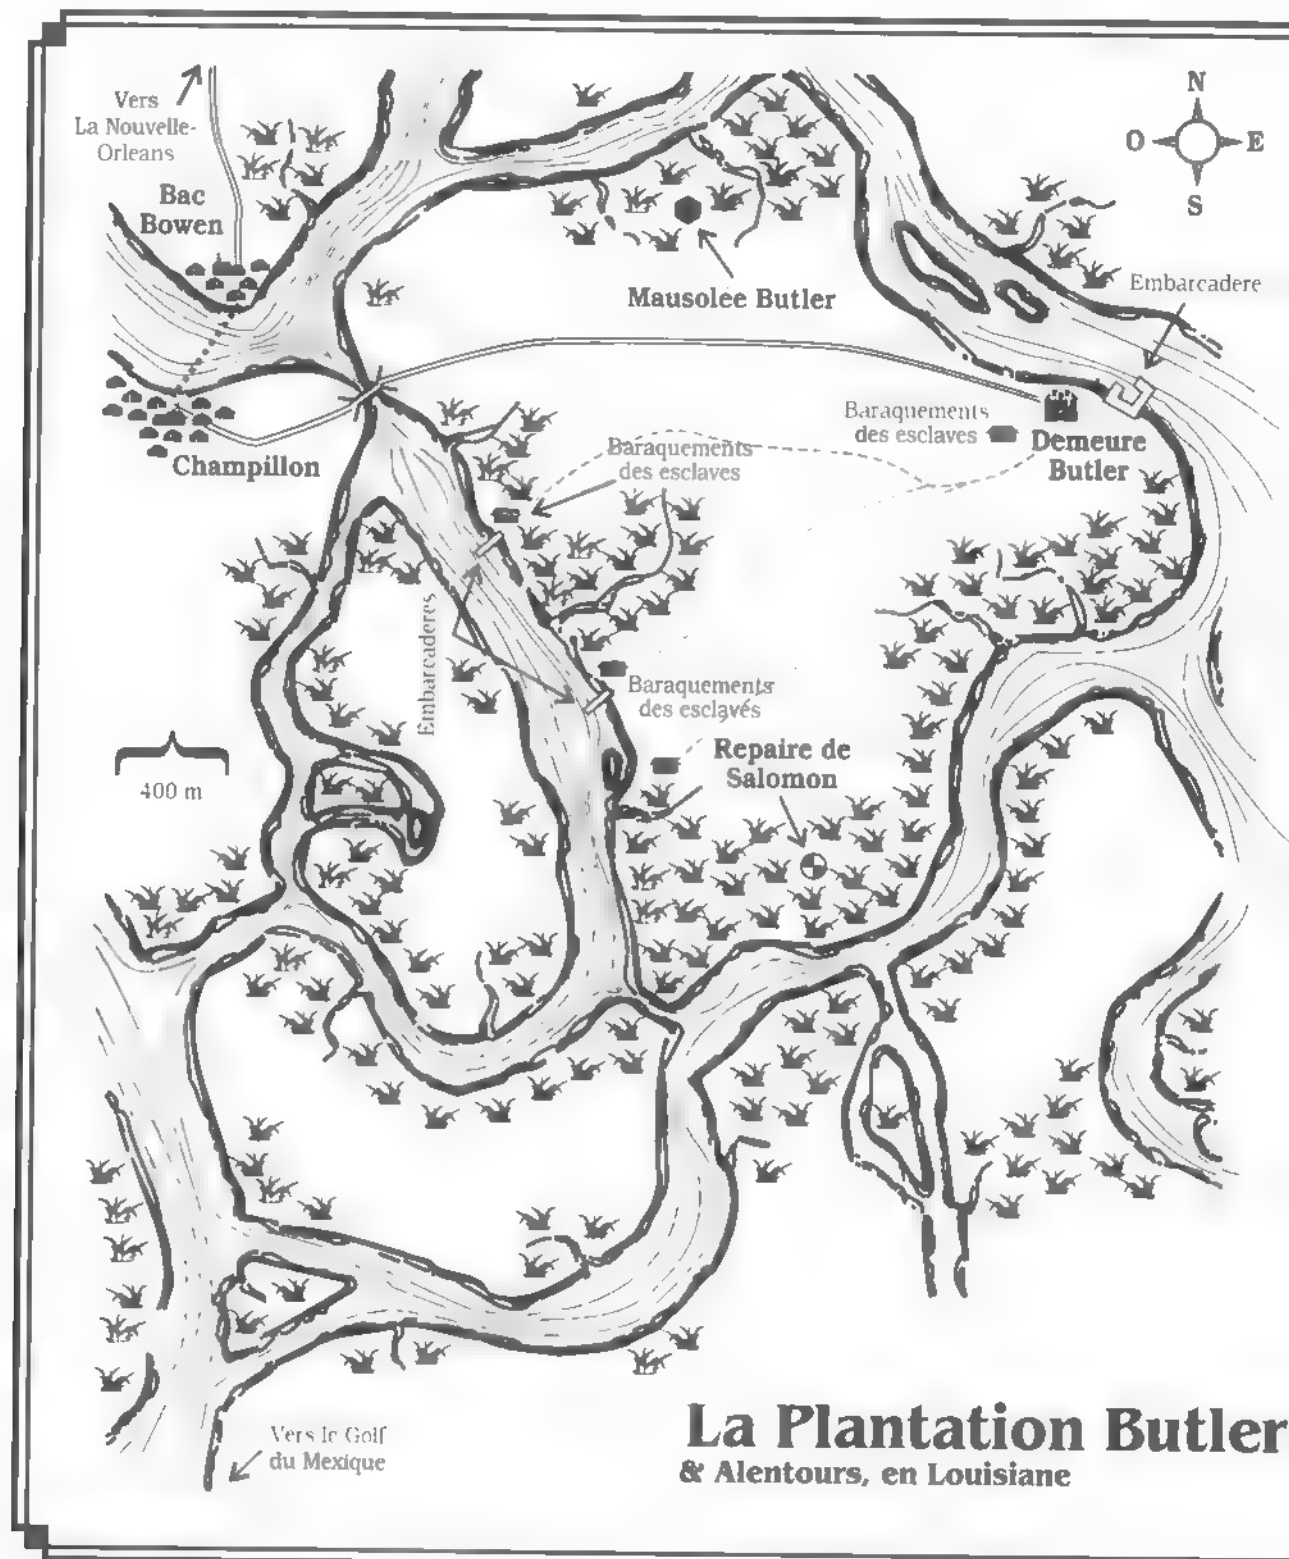 Vers
La Nouvelle-
Orleans
Bac
Bowen
N
O E
S
Mausolée Butler
Embarcadere
Baraquements
des esclaves
Demeure
Butler
Champillon
Baraquements
des esclaves
Embarcaderes
Baraquements
des esclavés
Repaire de
Salomon
400 m
Vers le Golf
du Mexique
La Plantation Butler
& Alentours, en Louisiane